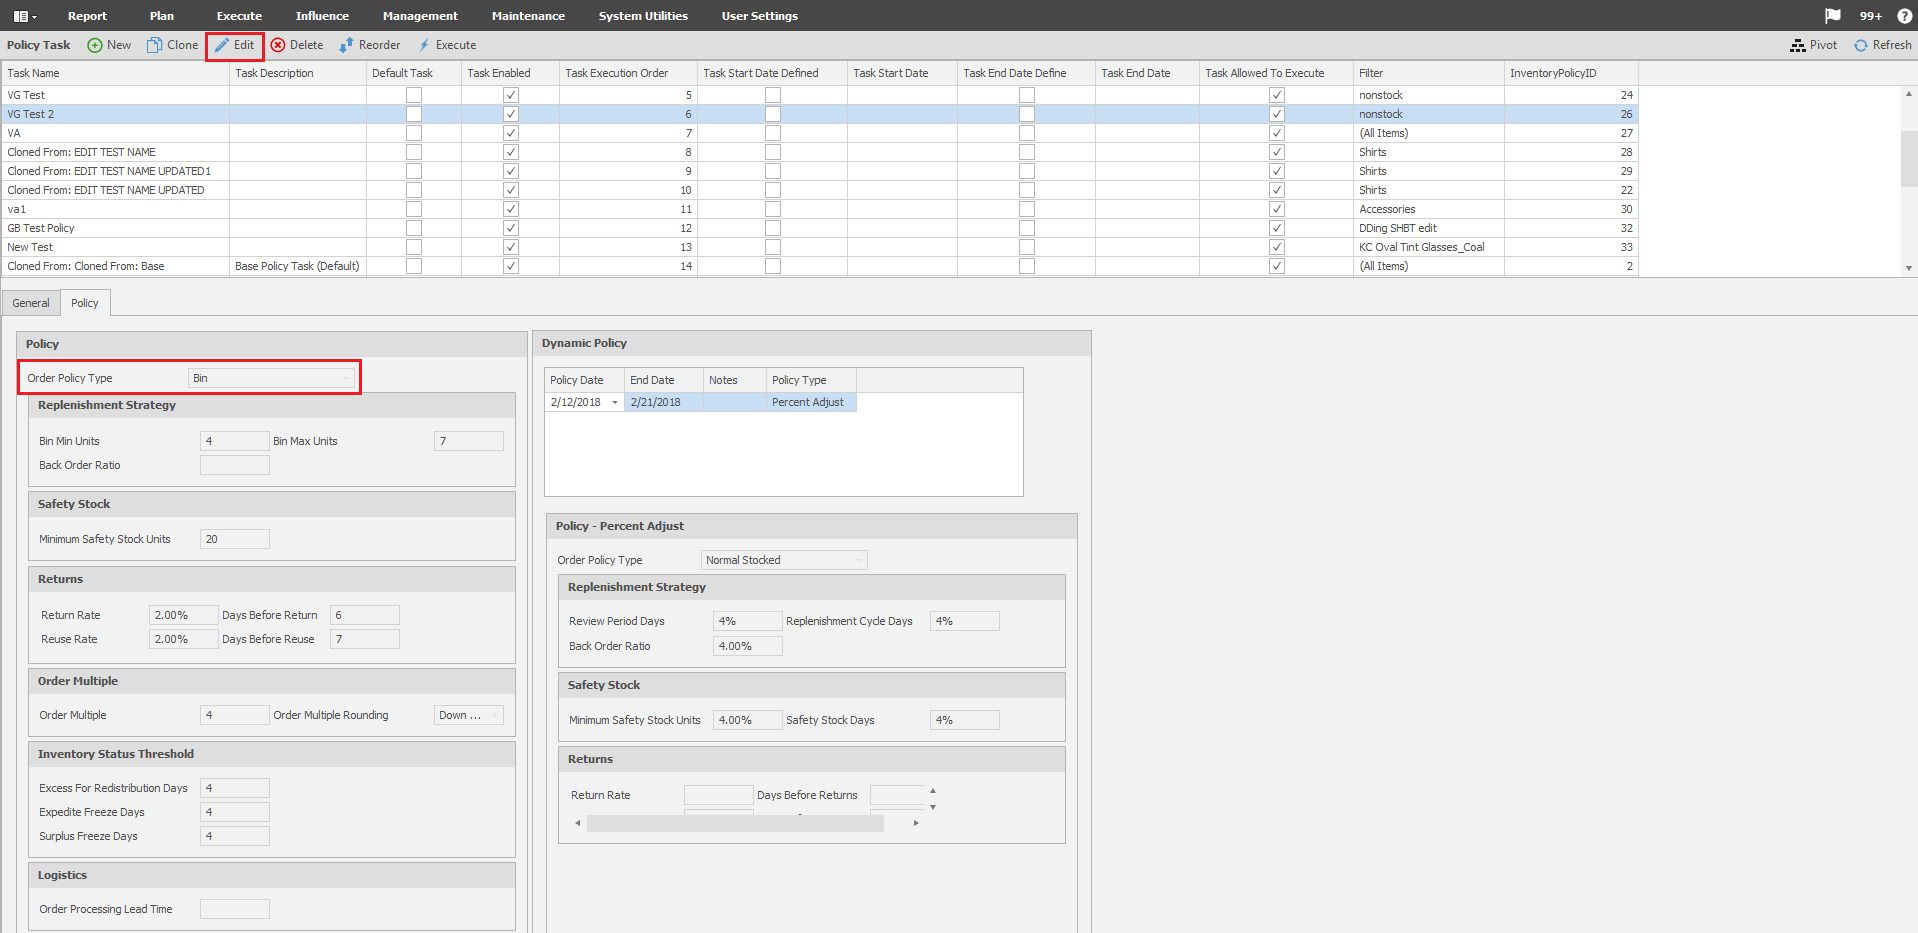 Report Plan Execute Influence Management Maintenance System Utilities User Settings 99+ ?
Policy Task New Clone Edit Delete Reorder Execute Pivot Refresh
Task Name Task Description Default Task Task Enabled Task Execution Order Task Start Date Defined Task Start Date Task End Date Define Task End Date Task Allowed To Execute Filter InventoryPolicyID
VG Test 5 nonstock 24
VG Test 2 6 nonstock 26
VA 7 (All Items) 27
Cloned From: EDIT TEST NAME 8 Shirts 28
Cloned From: EDIT TEST NAME UPDATED1 9 Shirts 29
Cloned From: EDIT TEST NAME UPDATED 10 Shirts 22
va1 11 Accessories 30
GB Test Policy 12 DDing SHBT edit 32
New Test 13 KC Oval Tint Glasses_Coal 33
Cloned From: Cloned From: Base Base Policy Task (Default) 14 (All Items) 2
General Policy
Policy
Order Policy Type Bin
Replenishment Strategy
Bin Min Units 4 Bin Max Units 7
Back Order Ratio
Safety Stock
Minimum Safety Stock Units 20
Returns
Return Rate 2.00% Days Before Return 6
Reuse Rate 2.00% Days Before Reuse 7
Order Multiple
Order Multiple 4 Order Multiple Rounding Down ...
Inventory Status Threshold
Excess For Redistribution Days 4
Expedite Freeze Days 4
Surplus Freeze Days 4
Logistics
Order Processing Lead Time
Dynamic Policy
Policy Date End Date Notes Policy Type
2/12/2018 2/21/2018 Percent Adjust
Policy - Percent Adjust
Order Policy Type Normal Stocked
Replenishment Strategy
Review Period Days 4% Replenishment Cycle Days 4%
Back Order Ratio 4.00%
Safety Stock
Minimum Safety Stock Units 4.00% Safety Stock Days 4%
Returns
Return Rate Days Before Returns